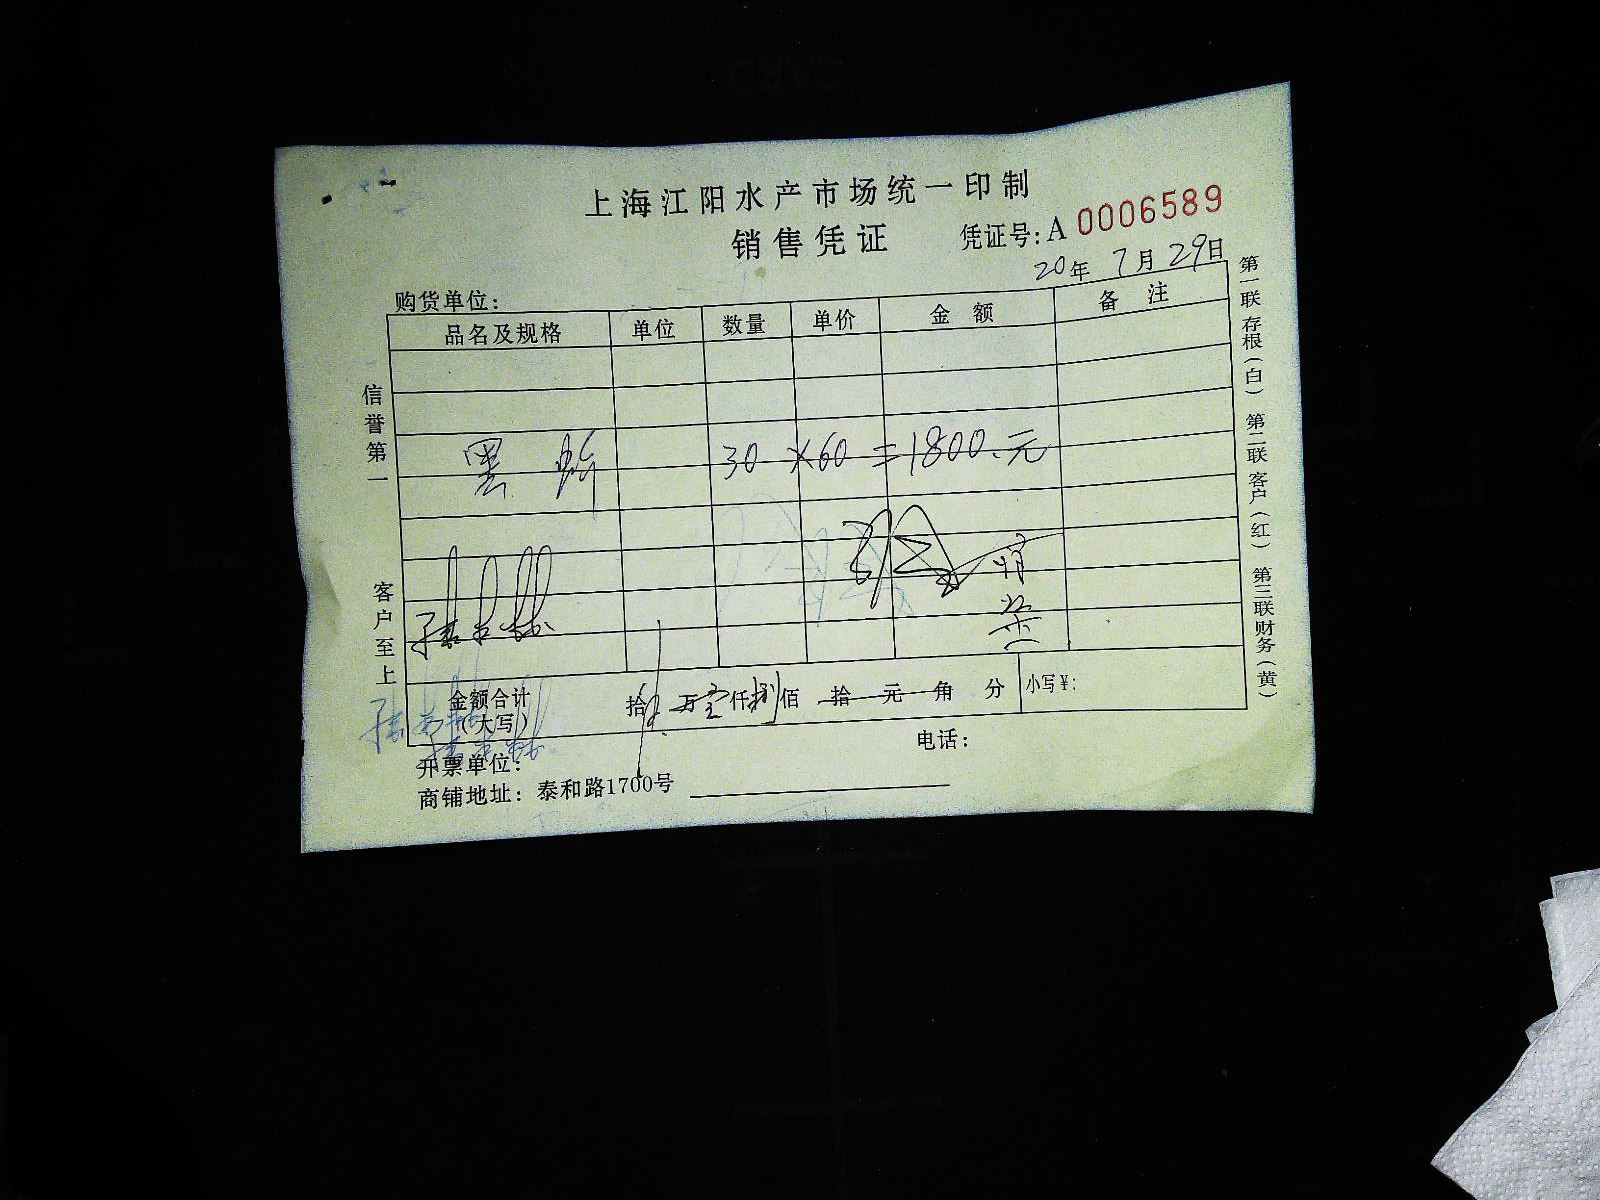 上海江阳水产市场统一印制
销售凭证
凭证号:A 0006589
20年 7月 29日
购货单位:
品名及规格 单位 数量 单价 金额 备注
黑 30 ×60 =1800.元
金额合计
(大写)
拾 万 仟捌佰 拾 元 角 分 小写¥:
开票单位: 电话:
商铺地址: 泰和路1700号
信誉第一 客户至上
第一联 存根(白) 第二联 客户(红) 第三联 财务(黄)